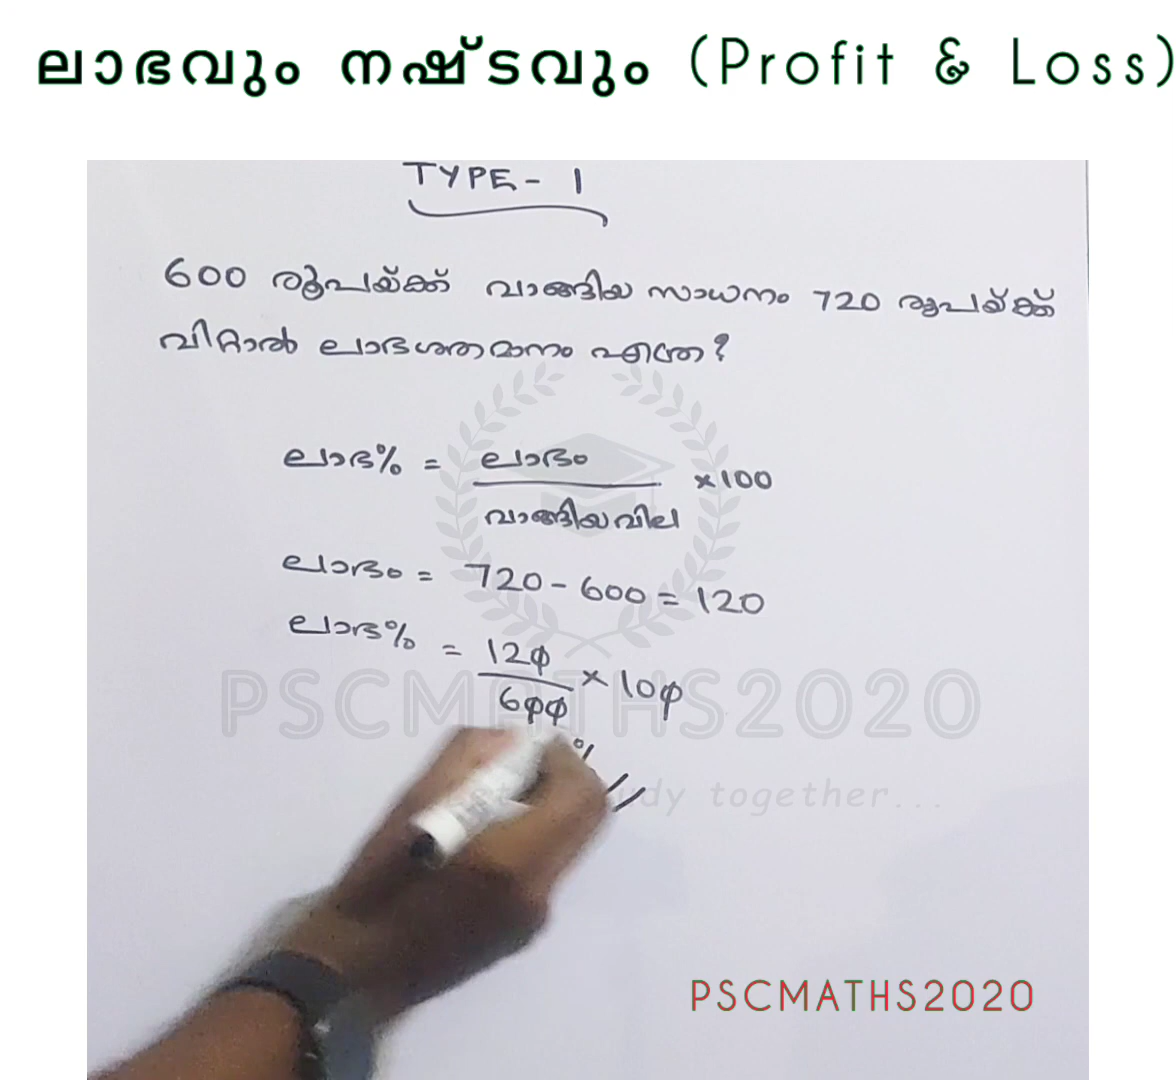 ലാഭവും നഷ്ടവും (Profit & Loss)
TYPE - 1
600 രൂപയ്ക്ക് വാങ്ങിയ സാധനം 720 രൂപയ്ക്ക്
വിറ്റാൽ ലാഭശതമാനം എത്ര?
ലാഭ% = ലാഭം
× 100
വാങ്ങിയവില
ലാഭം = 720 - 600 = 120
ലാഭ% = 120
× 100
600
%
PSCMATHS2020
study together...
PSCMATHS2020